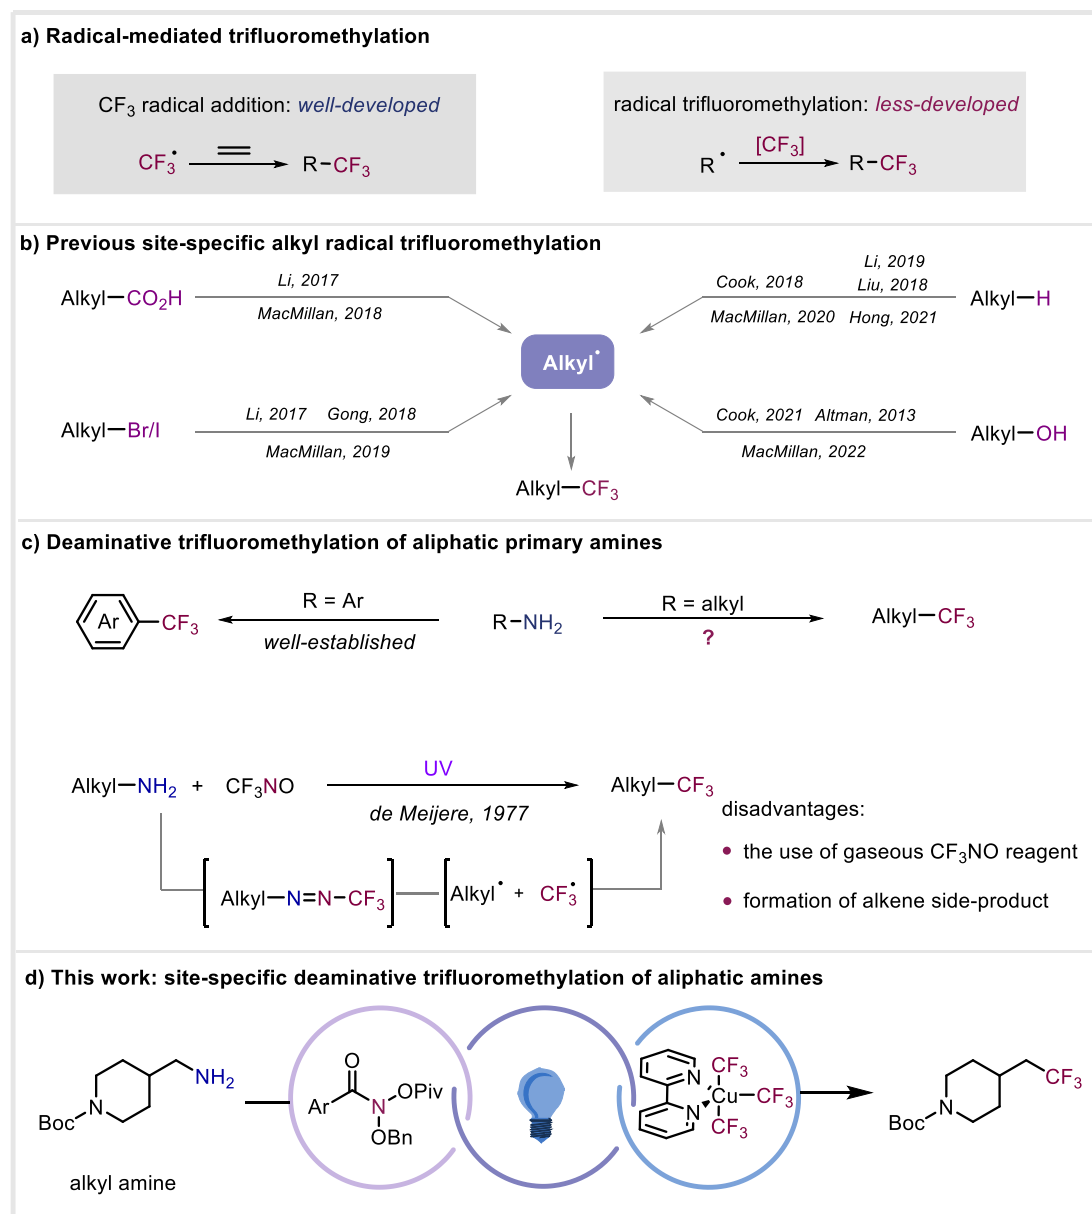 a) Radical-mediated trifluoromethylation
CF3 radical addition: well-developed
CF3• R–CF3
radical trifluoromethylation: less-developed
[CF3]
R• R–CF3
b) Previous site-specific alkyl radical trifluoromethylation
Alkyl–CO2H
Li, 2017
MacMillan, 2018
Cook, 2018
Li, 2019
Liu, 2018
MacMillan, 2020 Hong, 2021
Alkyl–H
Alkyl•
Alkyl–Br/I
Li, 2017 Gong, 2018
MacMillan, 2019
Cook, 2021 Altman, 2013
MacMillan, 2022
Alkyl–OH
Alkyl–CF3
c) Deaminative trifluoromethylation of aliphatic primary amines
Ar–CF3
R = Ar
well-established
R–NH2
R = alkyl
?
Alkyl–CF3
Alkyl–NH2 + CF3NO
UV
de Meijere, 1977
Alkyl–CF3
Alkyl–N=N–CF3
Alkyl• + CF3•
disadvantages:
• the use of gaseous CF3NO reagent
• formation of alkene side-product
d) This work: site-specific deaminative trifluoromethylation of aliphatic amines
NH2
N
Boc
alkyl amine
O
Ar N OPiv
OBn
N
N
Cu
CF3
CF3
CF3
CF3
N
Boc